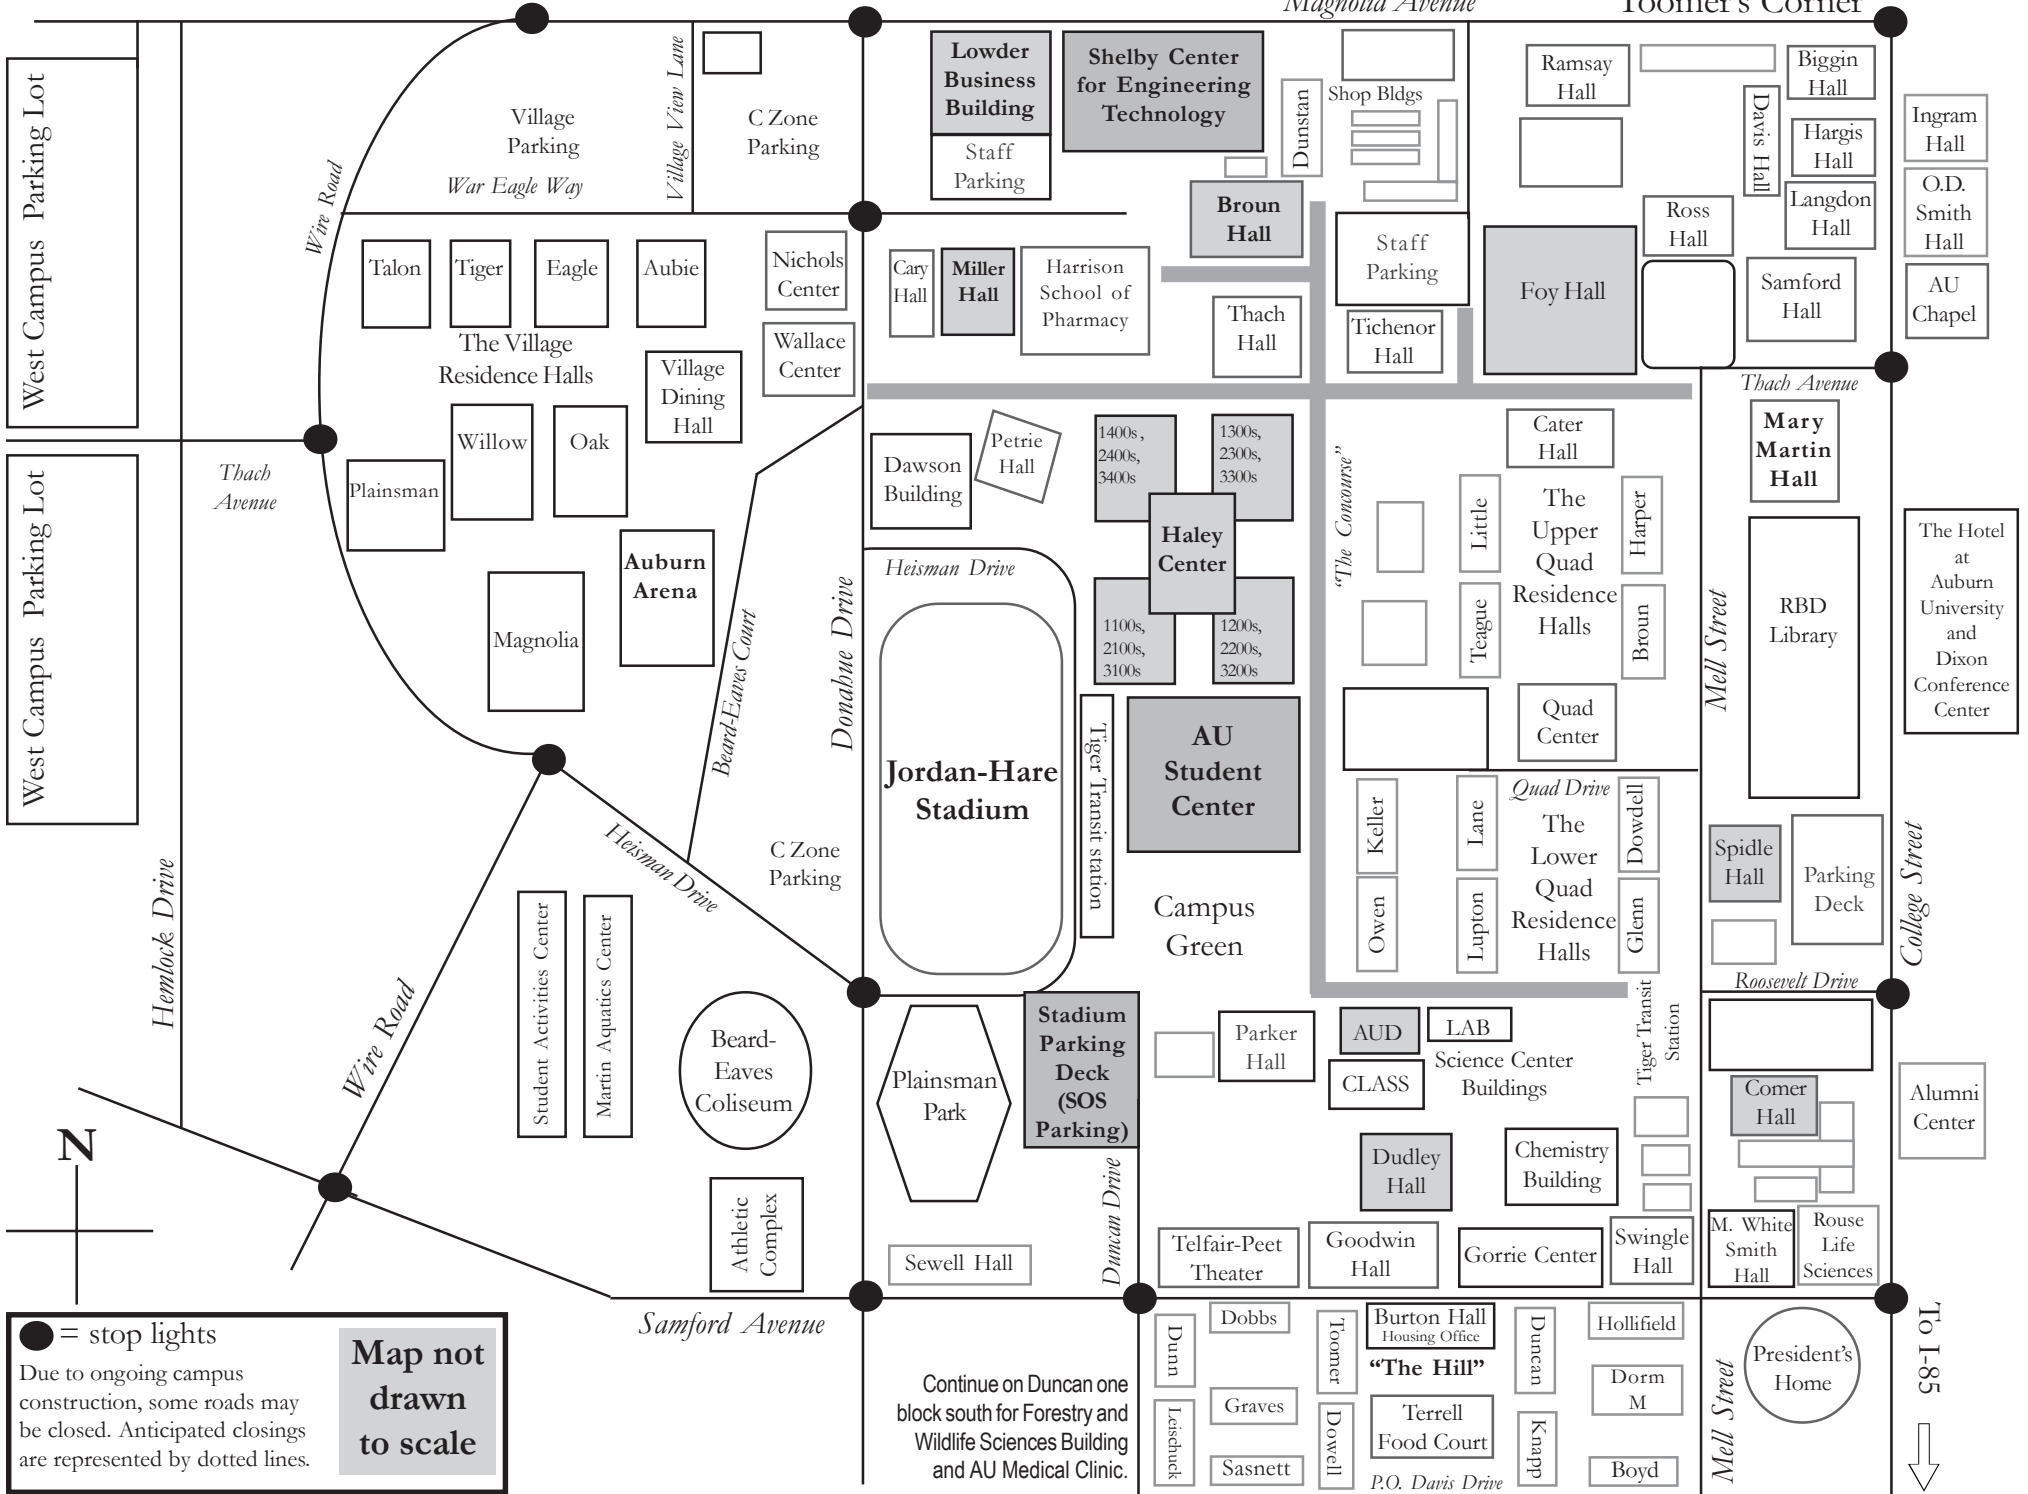 Magnolia Avenue
Toomer's Corner
West Campus Parking Lot
Wire Road
Village
Parking
War Eagle Way
Village View Lane
C Zone
Parking
Lowder
Business
Building
Staff
Parking
Shelby Center
for Engineering
Technology
Dunstan
Shop Bldgs
Ramsay
Hall
Biggin
Hall
Davis Hall
Hargis
Hall
Langdon
Hall
Ingram
Hall
O.D.
Smith
Hall
AU
Chapel
Broun
Hall
Staff
Parking
Ross
Hall
Foy Hall
Samford
Hall
Talon
Tiger
Eagle
Aubie
Nichols
Center
Cary
Hall
Miller
Hall
Harrison
School of
Pharmacy
Thach
Hall
Tichenor
Hall
The Village
Residence Halls
Village
Dining
Hall
Wallace
Center
Thach Avenue
Willow
Oak
Plainsman
Thach
Avenue
Dawson
Building
Petrie
Hall
1400s,
2400s,
3400s
1300s,
2300s,
3300s
Haley
Center
1100s,
2100s,
3100s
1200s,
2200s,
3200s
"The Concourse"
Cater
Hall
Little
The
Upper
Quad
Residence
Halls
Harper
Teague
Broun
Mary
Martin
Hall
Mell Street
RBD
Library
The Hotel
at
Auburn
University
and
Dixon
Conference
Center
West Campus Parking Lot
Auburn
Arena
Magnolia
Beard-Eaves Court
Donahue Drive
Heisman Drive
Jordan-Hare
Stadium
Tiger Transit station
AU
Student
Center
Quad
Center
Quad Drive
Keller
Lane
The
Lower
Quad
Residence
Halls
Dowdell
Owen
Lupton
Glenn
Spidle
Hall
Parking
Deck
College Street
Roosevelt Drive
Heisman Drive
C Zone
Parking
Campus
Green
Hemlock Drive
Wire Road
Student Activities Center
Martin Aquatics Center
Beard-
Eaves
Coliseum
Plainsman
Park
Stadium
Parking
Deck
(SOS
Parking)
Parker
Hall
AUD
LAB
CLASS
Science Center
Buildings
Tiger Transit
Station
Comer
Hall
Alumni
Center
Dudley
Hall
Chemistry
Building
N
Athletic
Complex
Sewell Hall
Duncan Drive
Telfair-Peet
Theater
Goodwin
Hall
Gorrie Center
Swingle
Hall
M. White
Smith
Hall
Rouse
Life
Sciences
Samford Avenue
= stop lights
Due to ongoing campus
construction, some roads may
be closed. Anticipated closings
are represented by dotted lines.
Map not
drawn
to scale
Continue on Duncan one
block south for Forestry and
Wildlife Sciences Building
and AU Medical Clinic.
Dunn
Dobbs
Toomer
Burton Hall
Housing Office
"The Hill"
Duncan
Hollifield
Dorm
M
Leischuck
Graves
Dowell
Terrell
Food Court
Knapp
Sasnett
P.O. Davis Drive
Boyd
Mell Street
President's
Home
To I-85